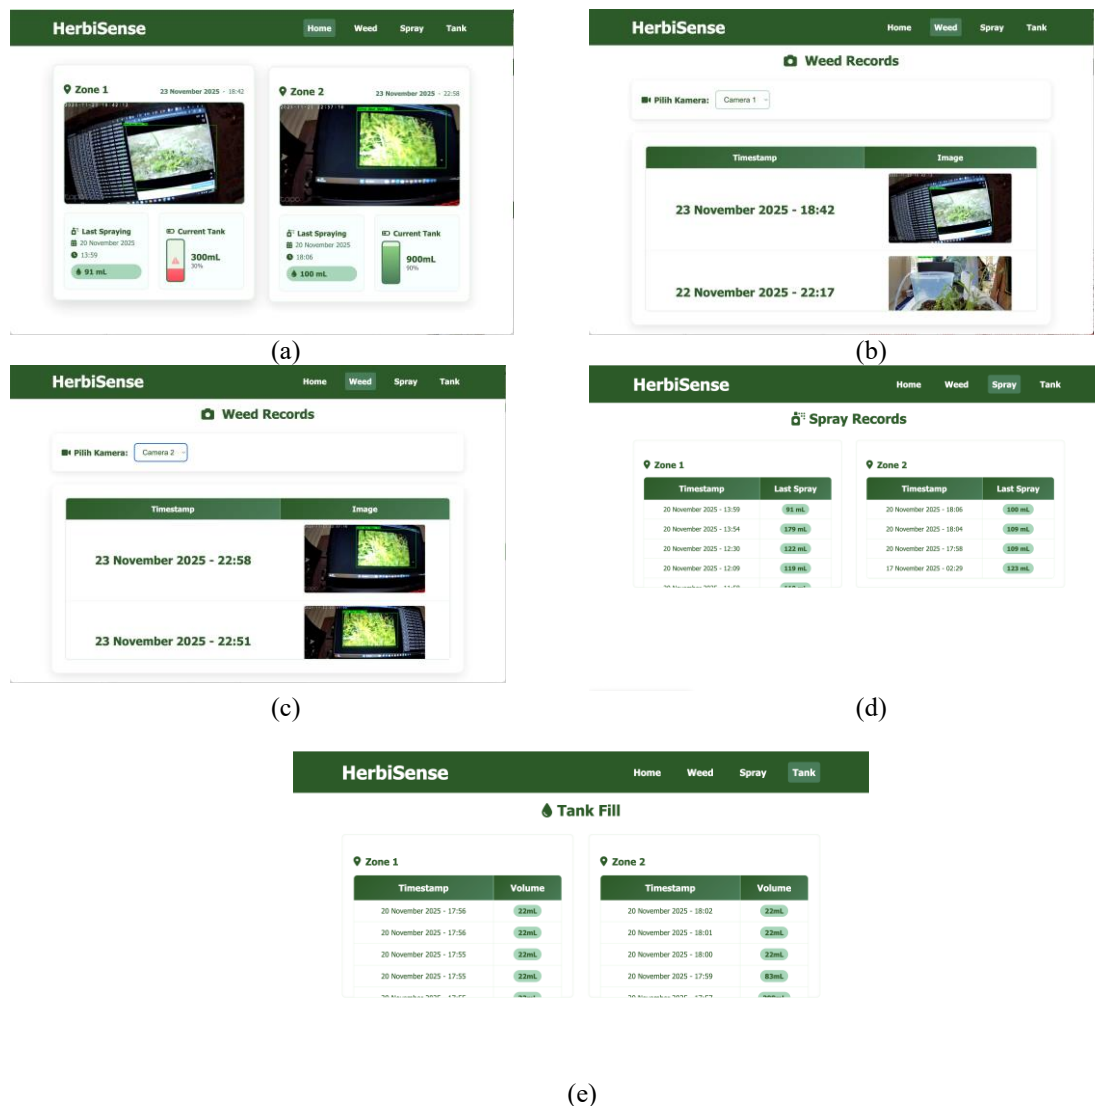 HerbiSense Home Weed Spray Tank
Zone 1 23 November 2025 - 18:42
Last Spraying
20 November 2025
13:59
91 mL
Current Tank
300mL
30%
Zone 2 23 November 2025 - 22:58
Last Spraying
20 November 2025
18:06
100 mL
Current Tank
900mL
90%
(a)
HerbiSense Home Weed Spray Tank
Weed Records
Pilih Kamera: Camera 1
Timestamp Image
23 November 2025 - 18:42
22 November 2025 - 22:17
(b)
HerbiSense Home Weed Spray Tank
Weed Records
Pilih Kamera: Camera 2
Timestamp Image
23 November 2025 - 22:58
23 November 2025 - 22:51
(c)
HerbiSense Home Weed Spray Tank
Spray Records
Zone 1
Timestamp Last Spray
20 November 2025 - 13:59 91 mL
20 November 2025 - 13:54 179 mL
20 November 2025 - 12:30 122 mL
20 November 2025 - 12:09 119 mL
Zone 2
Timestamp Last Spray
20 November 2025 - 18:06 100 mL
20 November 2025 - 18:04 109 mL
20 November 2025 - 17:58 109 mL
17 November 2025 - 02:29 123 mL
(d)
HerbiSense Home Weed Spray Tank
Tank Fill
Zone 1
Timestamp Volume
20 November 2025 - 17:56 22mL
20 November 2025 - 17:56 22mL
20 November 2025 - 17:55 22mL
20 November 2025 - 17:55 22mL
Zone 2
Timestamp Volume
20 November 2025 - 18:02 22mL
20 November 2025 - 18:01 22mL
20 November 2025 - 18:00 22mL
20 November 2025 - 17:59 83mL
(e)